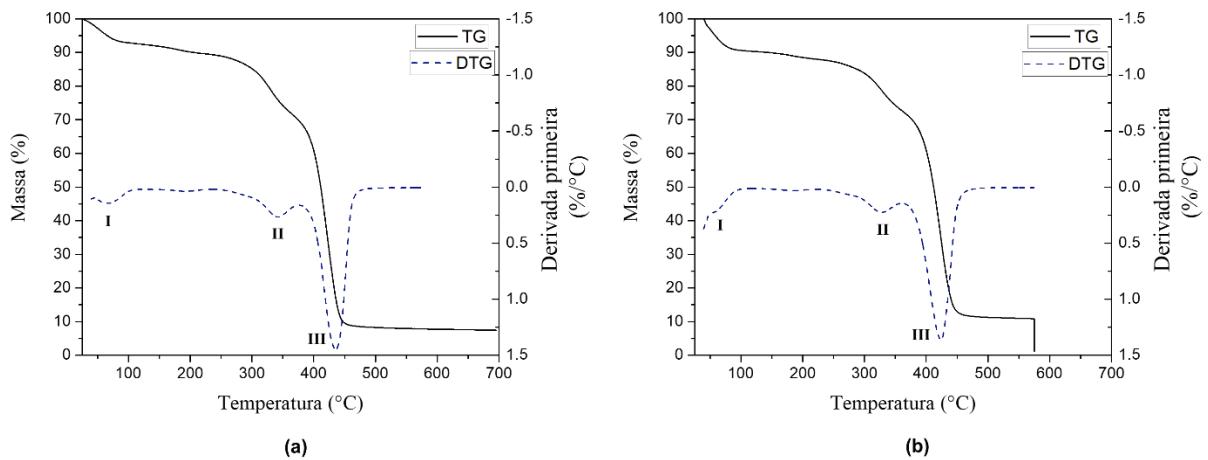 100
90
80
70
60
50
40
30
20
10
0
Massa (%)
100 200 300 400 500 600 700
Temperatura (°C)
-1.5
-1.0
-0.5
0.0
0.5
1.0
1.5
Derivada primeira
(%/°C)
TG
DTG
I
II
III
(a)
100
90
80
70
60
50
40
30
20
10
0
Massa (%)
100 200 300 400 500 600 700
Temperatura (°C)
-1.5
-1.0
-0.5
0.0
0.5
1.0
1.5
Derivada primeira
(%/°C)
TG
DTG
I
II
III
(b)